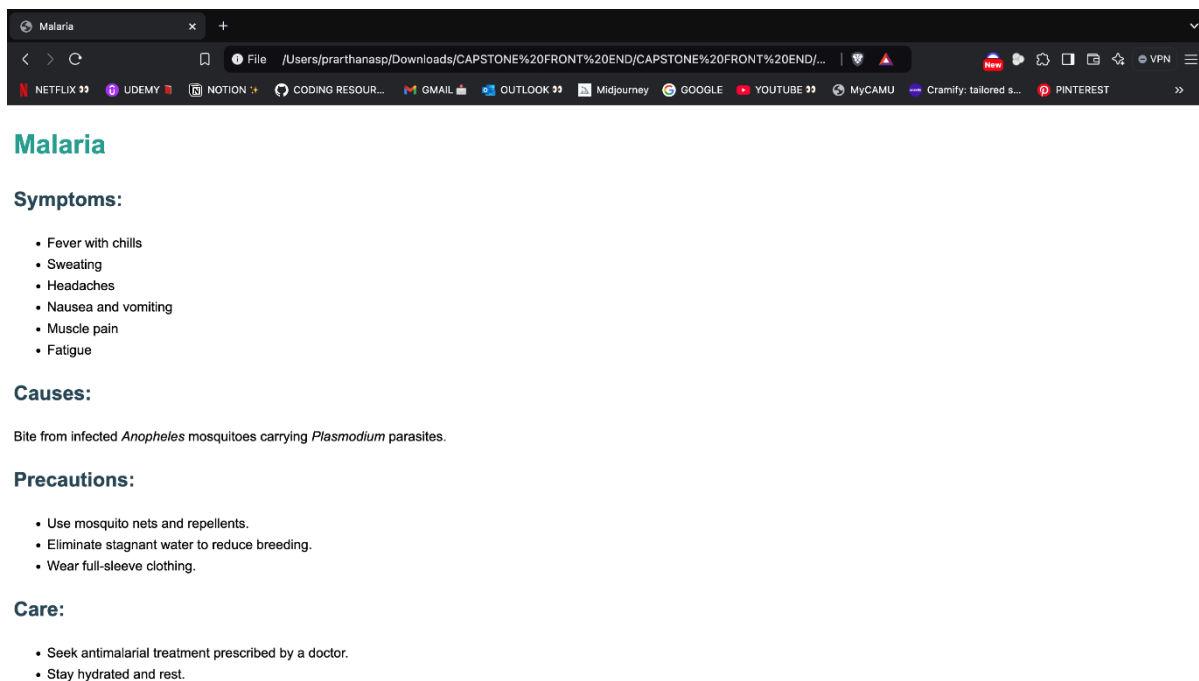 Malaria
File /Users/prarthanasp/Downloads/CAPSTONE%20FRONT%20END/CAPSTONE%20FRONT%20END/... New VPN
NETFLIX UDEMY NOTION CODING RESOUR... GMAIL OUTLOOK Midjourney GOOGLE YOUTUBE MyCAMU Cramify: tailored s... PINTEREST
Malaria
Symptoms:
• Fever with chills
• Sweating
• Headaches
• Nausea and vomiting
• Muscle pain
• Fatigue
Causes:
Bite from infected Anopheles mosquitoes carrying Plasmodium parasites.
Precautions:
• Use mosquito nets and repellents.
• Eliminate stagnant water to reduce breeding.
• Wear full-sleeve clothing.
Care:
• Seek antimalarial treatment prescribed by a doctor.
• Stay hydrated and rest.